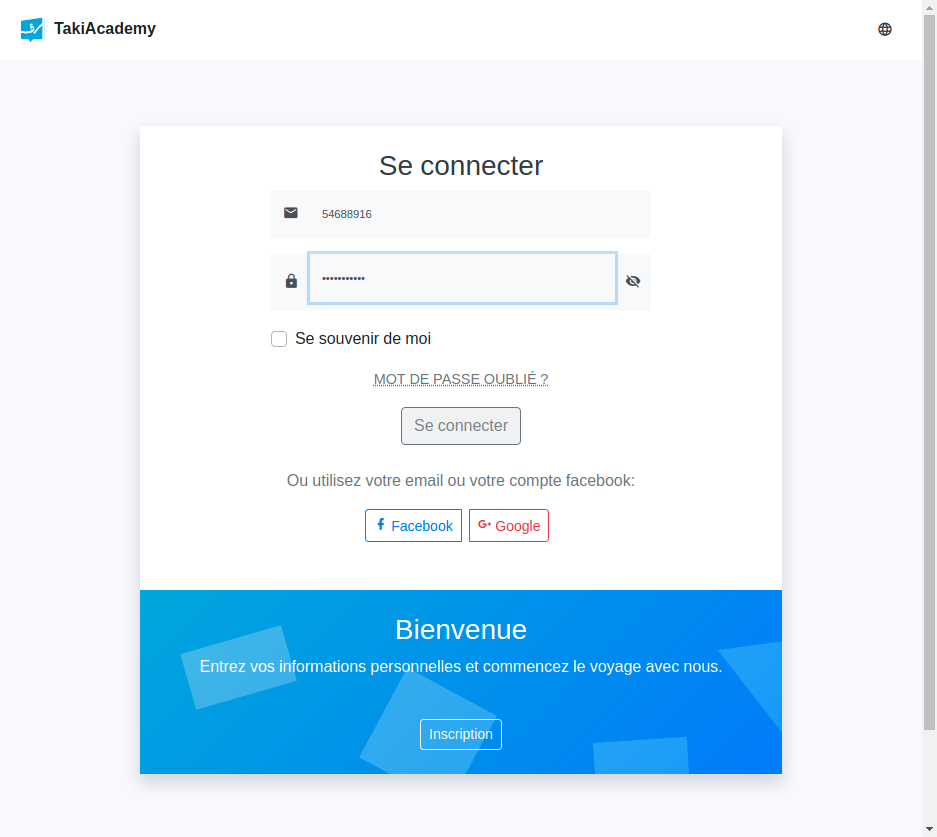 TakiAcademy
Se connecter
54688916
•••••••••••
Se souvenir de moi
MOT DE PASSE OUBLIÉ ?
Se connecter
Ou utilisez votre email ou votre compte facebook:
Facebook
Google
Bienvenue
Entrez vos informations personnelles et commencez le voyage avec nous.
Inscription